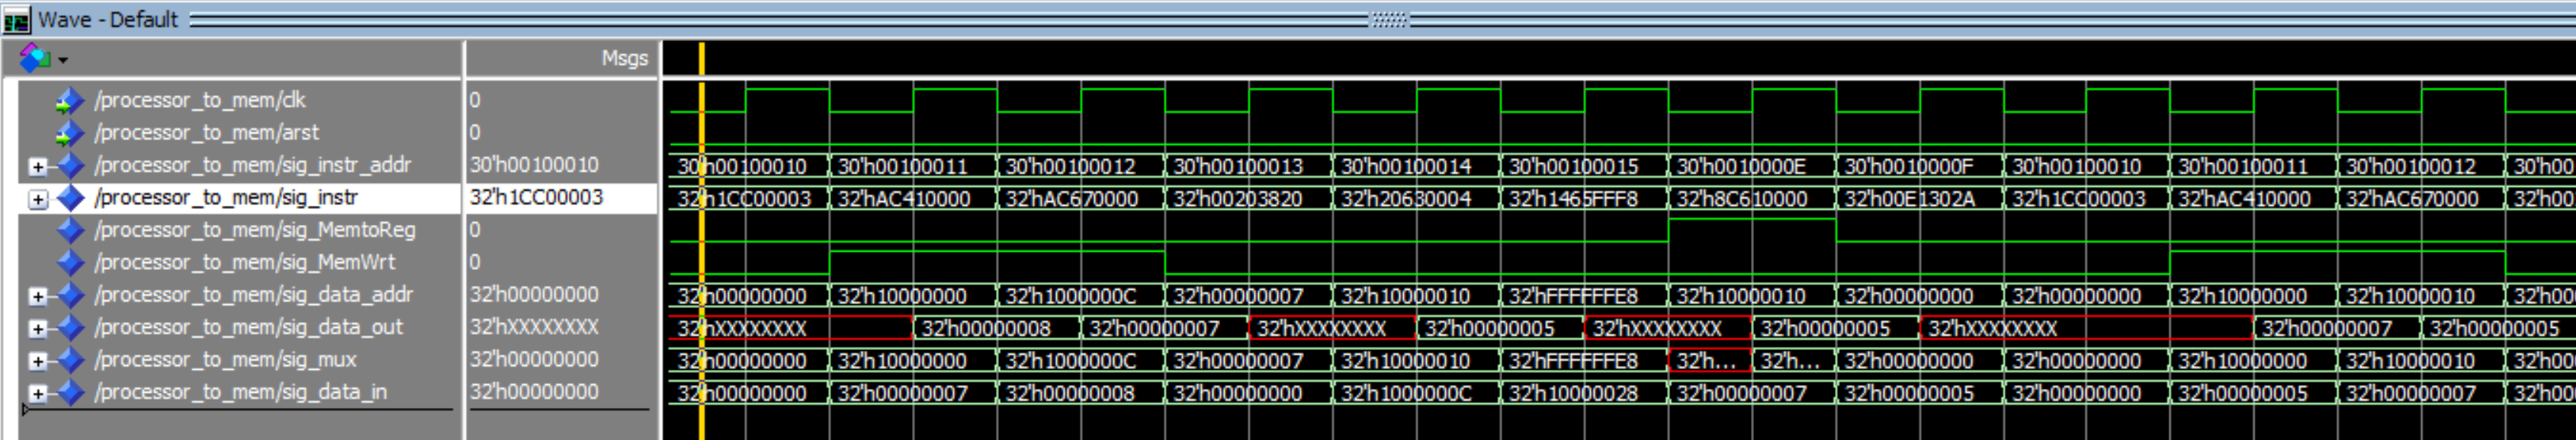 Wave - Default
Msgs
/processor_to_mem/clk 0
/processor_to_mem/arst 0
/processor_to_mem/sig_instr_addr 30'h00100010 30'h00100010 30'h00100011 30'h00100012 30'h00100013 30'h00100014 30'h00100015 30'h0010000E 30'h0010000F 30'h00100010 30'h00100011 30'h00100012 30'h00
/processor_to_mem/sig_instr 32'h1CC00003 32'h1CC00003 32'hAC410000 32'hAC670000 32'h00203820 32'h20630004 32'h1465FFF8 32'h8C610000 32'h00E1302A 32'h1CC00003 32'hAC410000 32'hAC670000 32'h00
/processor_to_mem/sig_MemtoReg 0
/processor_to_mem/sig_MemWrt 0
/processor_to_mem/sig_data_addr 32'h00000000 32'h00000000 32'h10000000 32'h1000000C 32'h00000007 32'h10000010 32'hFFFFFFE8 32'h10000010 32'h00000000 32'h00000000 32'h10000000 32'h10000010 32'h00
/processor_to_mem/sig_data_out 32'hXXXXXXXX 32'hXXXXXXXX 32'h00000008 32'h00000007 32'hXXXXXXXX 32'h00000005 32'hXXXXXXXX 32'h00000005 32'hXXXXXXXX 32'h00000007 32'h00000005
/processor_to_mem/sig_mux 32'h00000000 32'h00000000 32'h10000000 32'h1000000C 32'h00000007 32'h10000010 32'hFFFFFFE8 32'h... 32'h... 32'h00000000 32'h00000000 32'h10000000 32'h10000010 32'h00
/processor_to_mem/sig_data_in 32'h00000000 32'h00000000 32'h00000007 32'h00000008 32'h00000000 32'h1000000C 32'h10000028 32'h00000007 32'h00000005 32'h00000000 32'h00000005 32'h00000007 32'h00